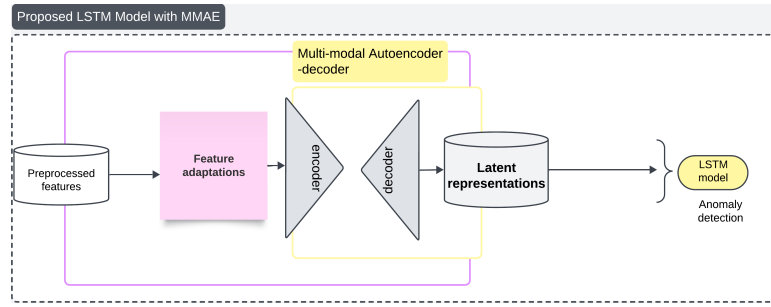 Proposed LSTM Model with MMAE
Multi-modal Autoencoder
-decoder
Preprocessed
features
Feature
adaptations
encoder
decoder
Latent
representations
LSTM
model
Anomaly
detection